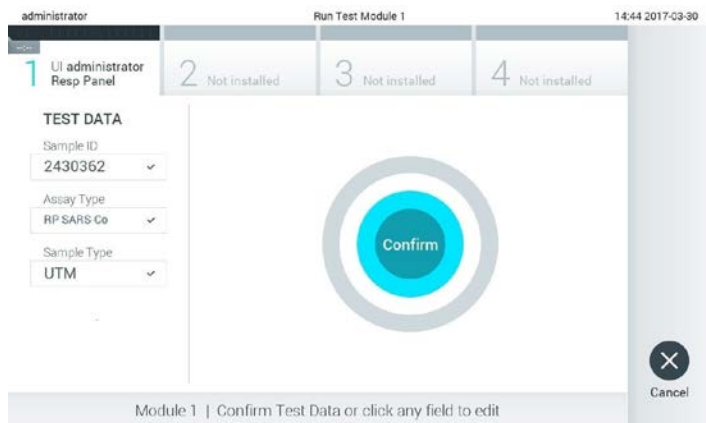 administrator Run Test Module 1 14:44 2017-03-30
1 UI administrator
Resp Panel
2 Not installed
3 Not installed
4 Not installed
TEST DATA
Sample ID
2430362
Assay Type
RP SARS Co
Sample Type
UTM
Confirm
Cancel
Module 1 | Confirm Test Data or click any field to edit